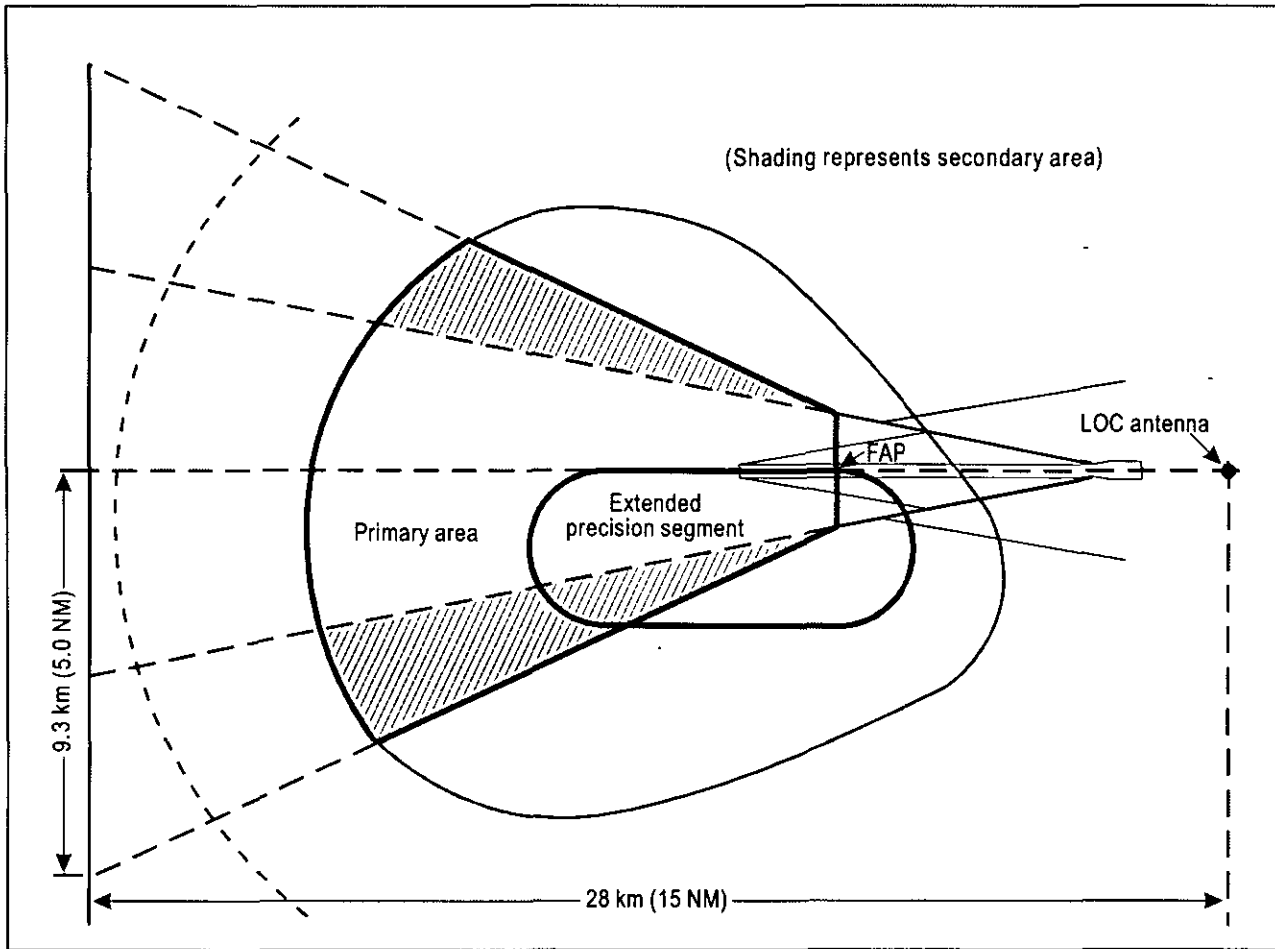 (Shading represents secondary area)
LOC antenna
FAP
Extended
precision segment
Primary area
9.3 km (5.0 NM)
28 km (15 NM)